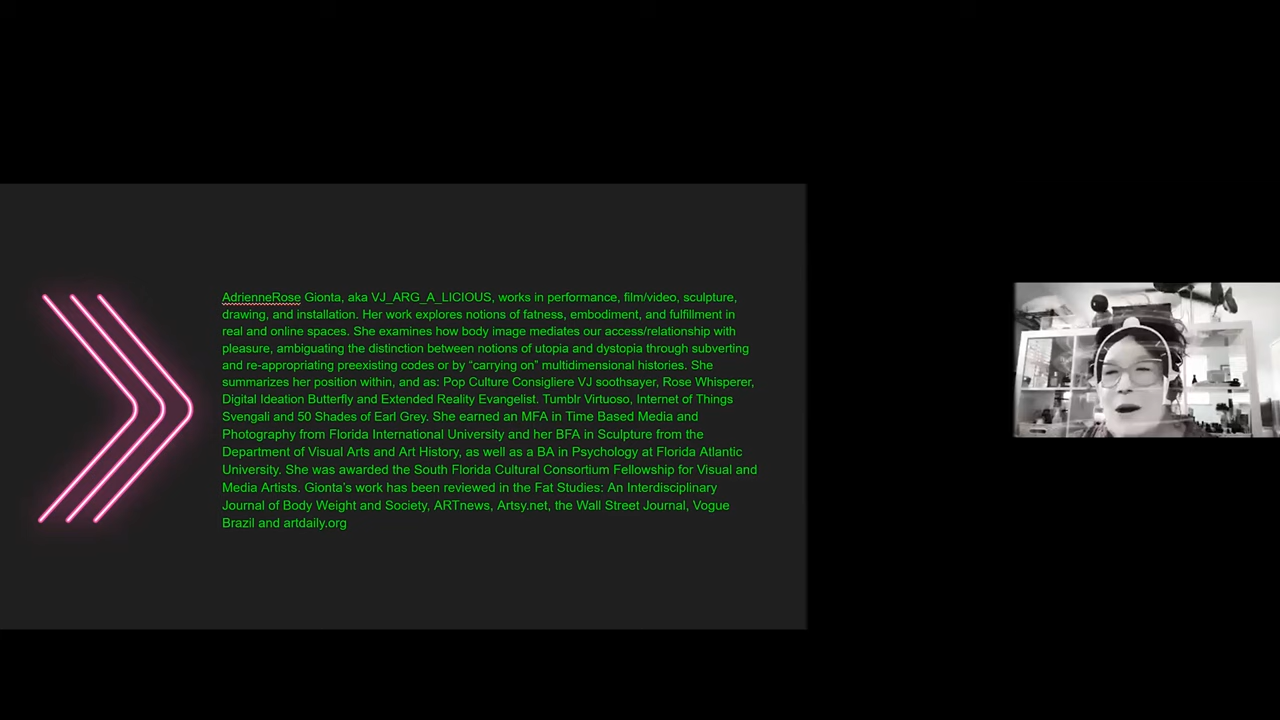 AdrienneRose Gionta, aka VJ_ARG_A_LICIOUS, works in performance, film/video, sculpture,
drawing, and installation. Her work explores notions of fatness, embodiment, and fulfillment in
real and online spaces. She examines how body image mediates our access/relationship with
pleasure, ambiguating the distinction between notions of utopia and dystopia through subverting
and re-appropriating preexisting codes or by “carrying on” multidimensional histories. She
summarizes her position within, and as: Pop Culture Consigliere VJ soothsayer, Rose Whisperer,
Digital Ideation Butterfly and Extended Reality Evangelist. Tumblr Virtuoso, Internet of Things
Svengali and 50 Shades of Earl Grey. She earned an MFA in Time Based Media and
Photography from Florida International University and her BFA in Sculpture from the
Department of Visual Arts and Art History, as well as a BA in Psychology at Florida Atlantic
University. She was awarded the South Florida Cultural Consortium Fellowship for Visual and
Media Artists. Gionta’s work has been reviewed in the Fat Studies: An Interdisciplinary
Journal of Body Weight and Society, ARTnews, Artsy.net, the Wall Street Journal, Vogue
Brazil and artdaily.org